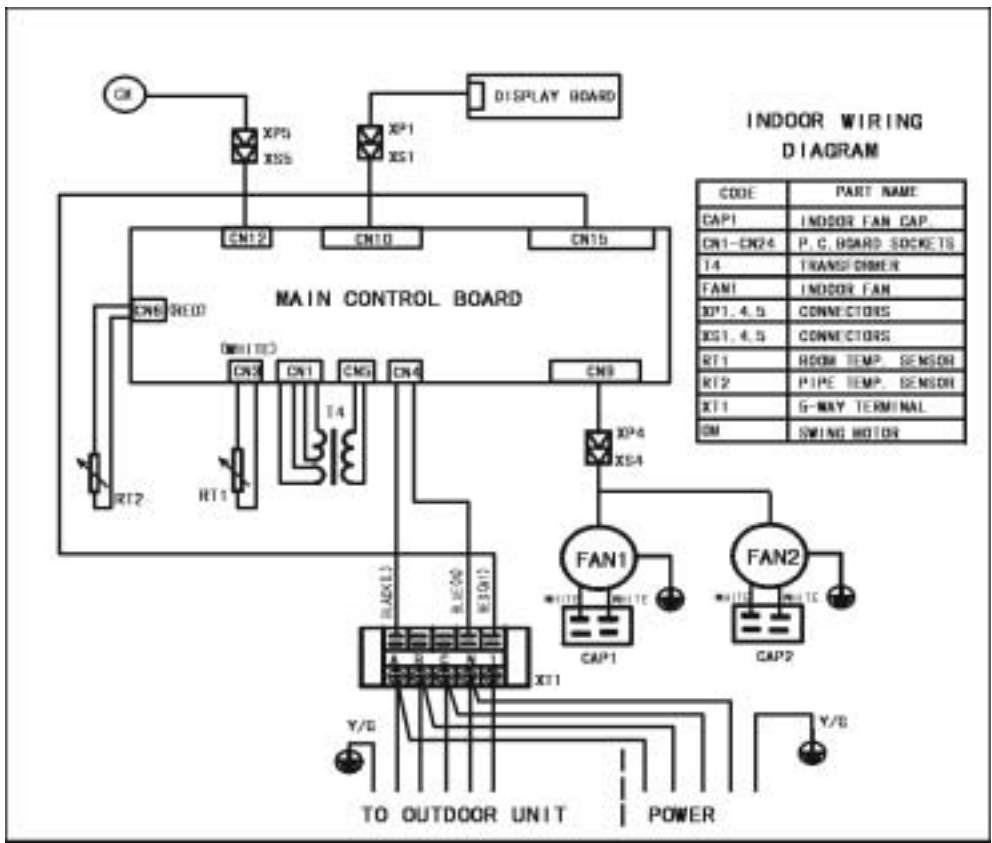 DISPLAY BOARD
XP5
XS5
XP1
XS1
INDOOR WIRING
DIAGRAM
CODE PART NAME
CAP1 INDOOR FAN CAP.
CN1-CN24 P.C.BOARD SOCKETS
T4 TRANSFORMER
FAN1 INDOOR FAN
XP1.4.5 CONNECTORS
XS1.4.5 CONNECTORS
RT1 ROOM TEMP. SENSOR
RT2 PIPE TEMP. SENSOR
XT1 5-WAY TERMINAL
SWING MOTOR
CN12
CN10
CN15
MAIN CONTROL BOARD
CN6 (RED)
(WHITE)
CN3
CN1
CN5
CN4
CN9
T4
XP4
XS4
RT2
RT1
FAN1
FAN2
BLACK(L)
BLUE(N)
WHITE
WHITE
WHITE
WHITE
CAP1
CAP2
A
N
1
XT1
Y/G
Y/G
TO OUTDOOR UNIT
POWER